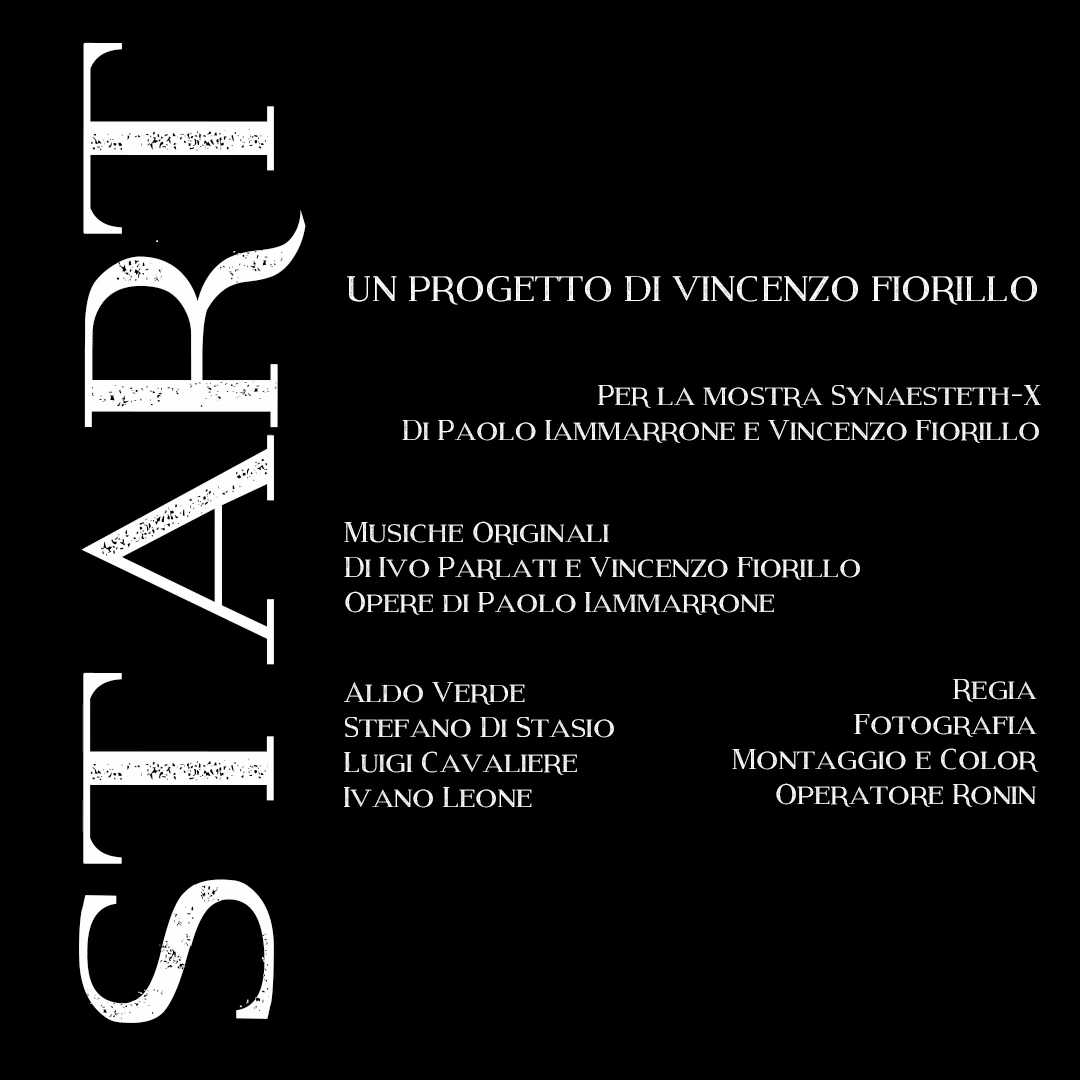 START
UN PROGETTO DI VINCENZO FIORILLO
PER LA MOSTRA SYNAESTETH-X
DI PAOLO IAMMARRONE E VINCENZO FIORILLO
MUSICHE ORIGINALI
DI IVO PARLATI E VINCENZO FIORILLO
OPERE DI PAOLO IAMMARRONE
ALDO VERDE REGIA
STEFANO DI STASIO FOTOGRAFIA
LUIGI CAVALIERE MONTAGGIO E COLOR
IVANO LEONE OPERATORE RONIN